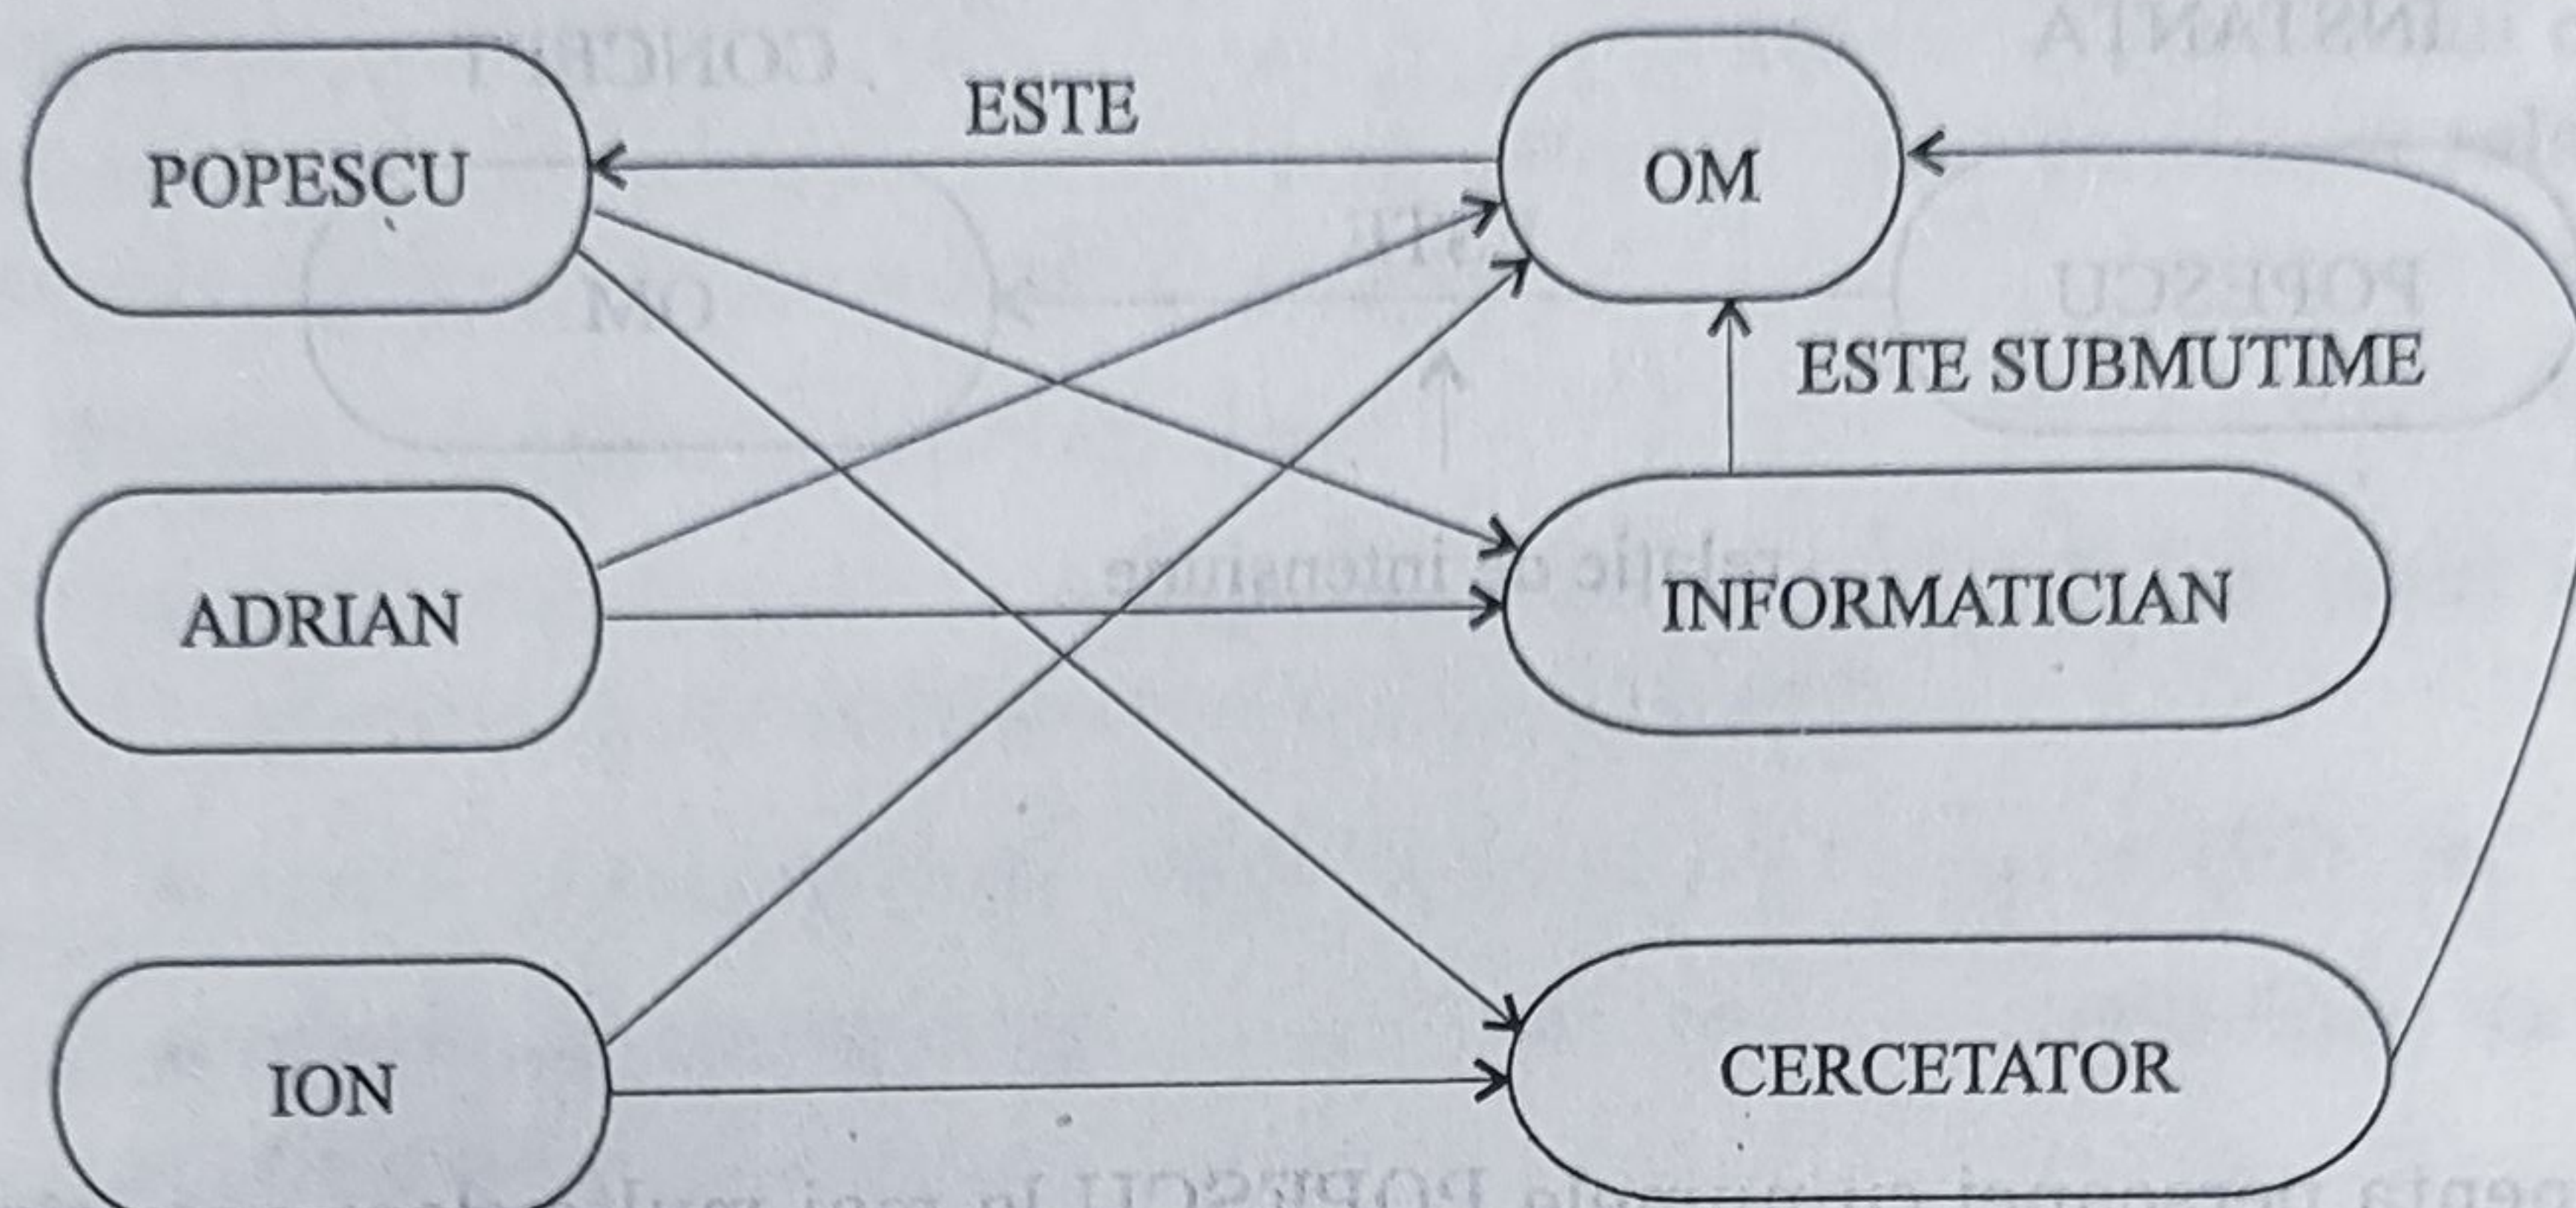 ESTE
POPESCU
OM
ESTE SUBMUTIME
ADRIAN
INFORMATICIAN
ION
CERCETATOR